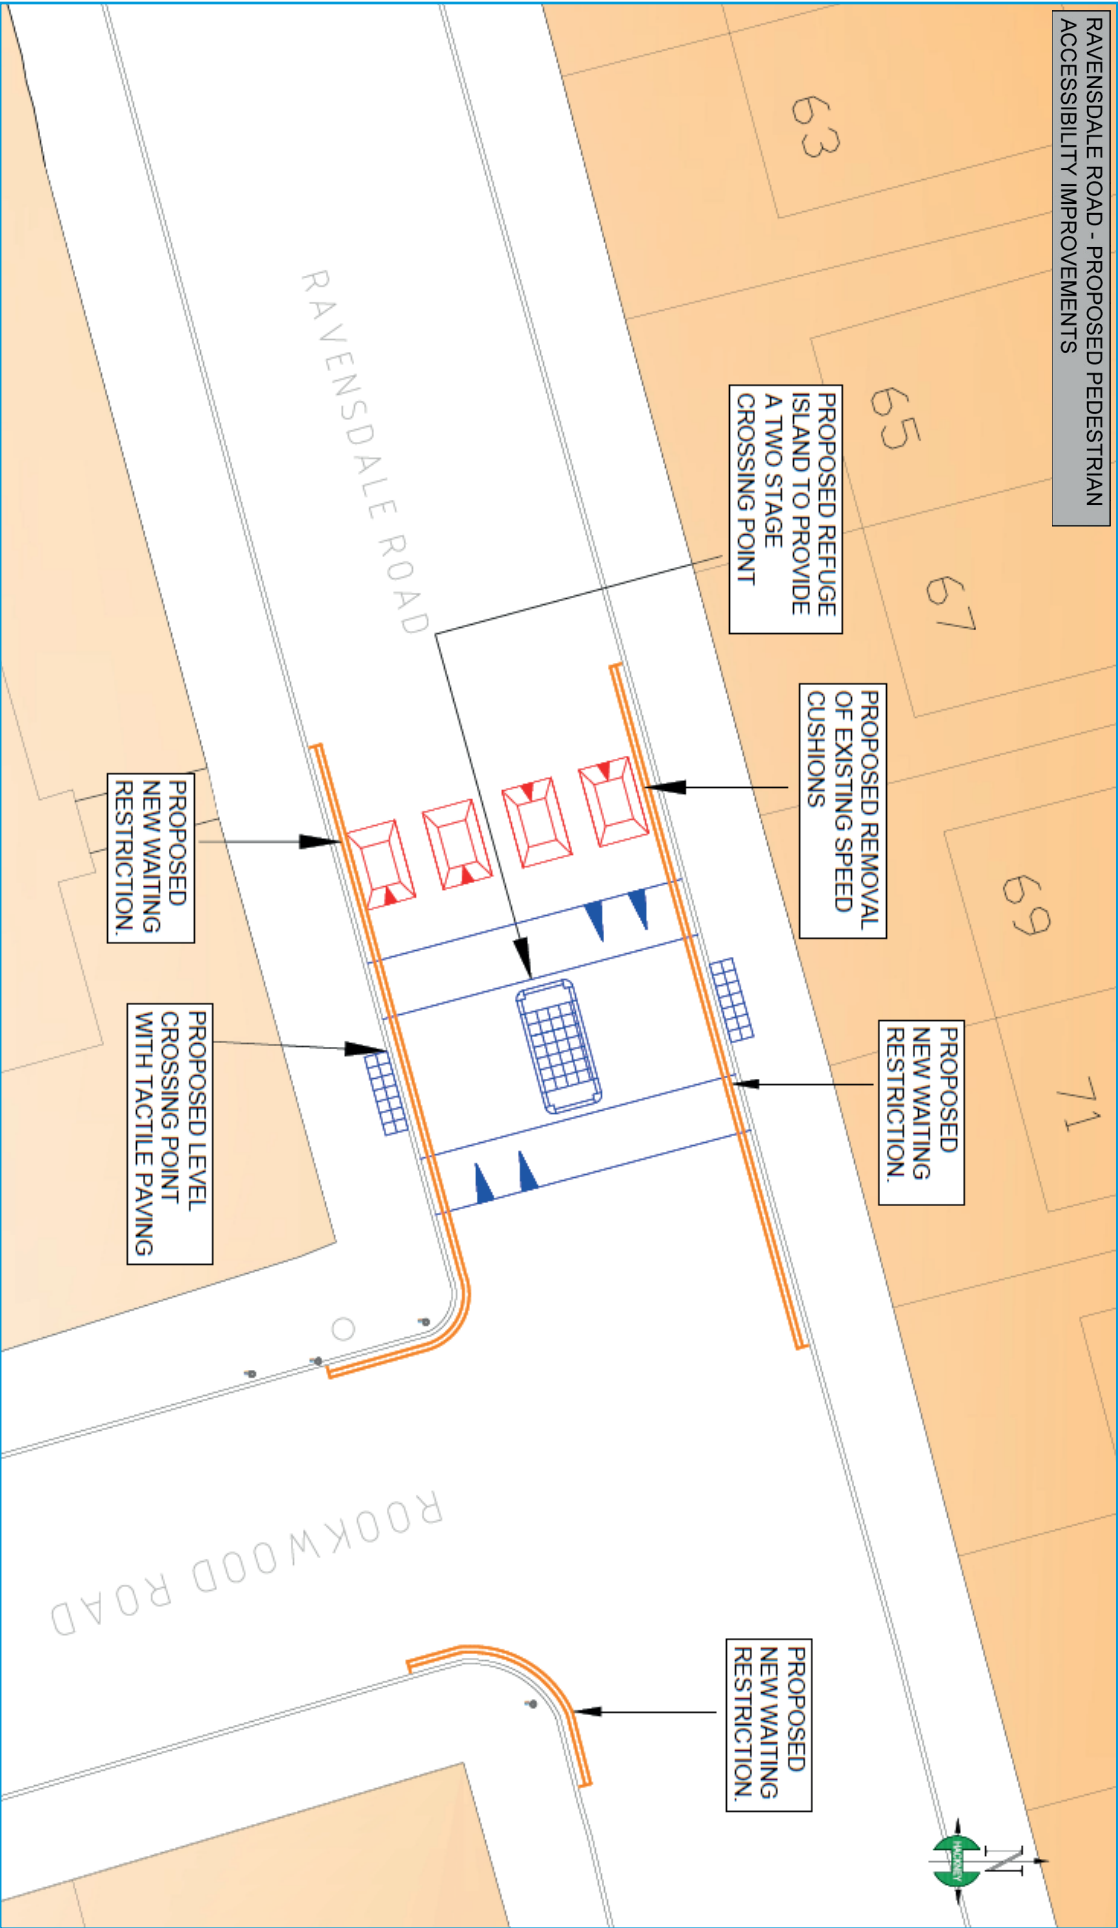 RAVENSDALE ROAD - PROPOSED PEDESTRIAN
ACCESSIBILITY IMPROVEMENTS
63
65
67
69
71
PROPOSED REFUGE
ISLAND TO PROVIDE
A TWO STAGE
CROSSING POINT
PROPOSED REMOVAL
OF EXISTING SPEED
CUSHIONS
PROPOSED
NEW WAITING
RESTRICTION.
PROPOSED
NEW WAITING
RESTRICTION.
N
HACKNEY
RAVENSDALE ROAD
PROPOSED
NEW WAITING
RESTRICTION.
PROPOSED LEVEL
CROSSING POINT
WITH TACTILE PAVING
ROOKWOOD ROAD